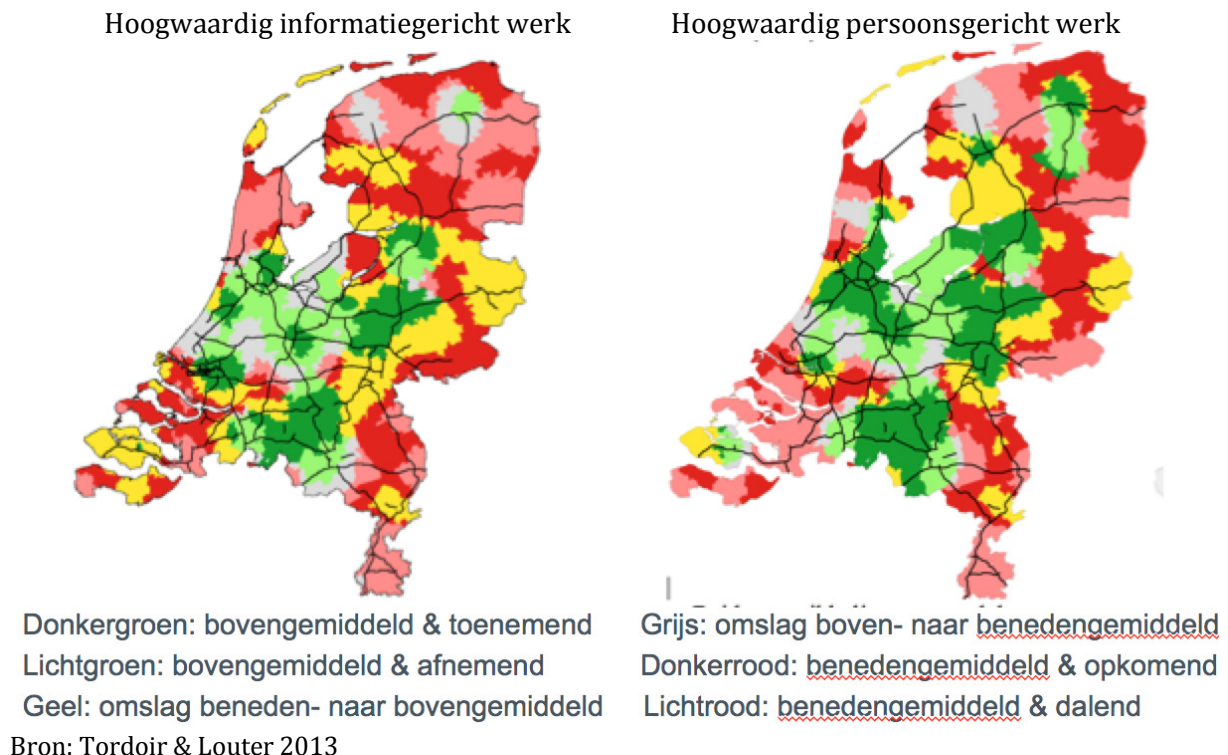 Hoogwaardig informatiegericht werk
Hoogwaardig persoonsgericht werk
Donkergroen: bovengemiddeld & toenemend
Lichtgroen: bovengemiddeld & afnemend
Geel: omslag beneden- naar bovengemiddeld
Grijs: omslag boven- naar benedengemiddeld
Donkerrood: benedengemiddeld & opkomend
Lichtrood: benedengemiddeld & dalend
Bron: Tordoir & Louter 2013